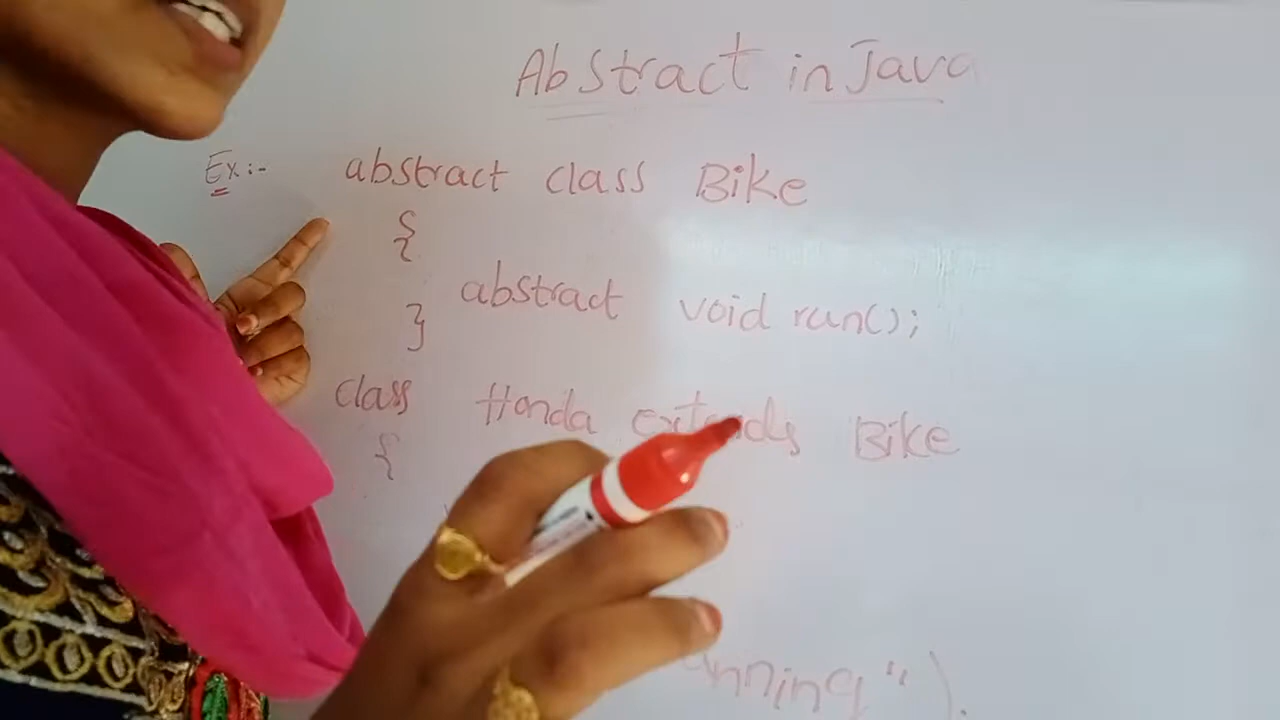 Abstract in Java
Ex:- abstract class Bike
{
abstract void run();
}
class Honda extends Bike
{